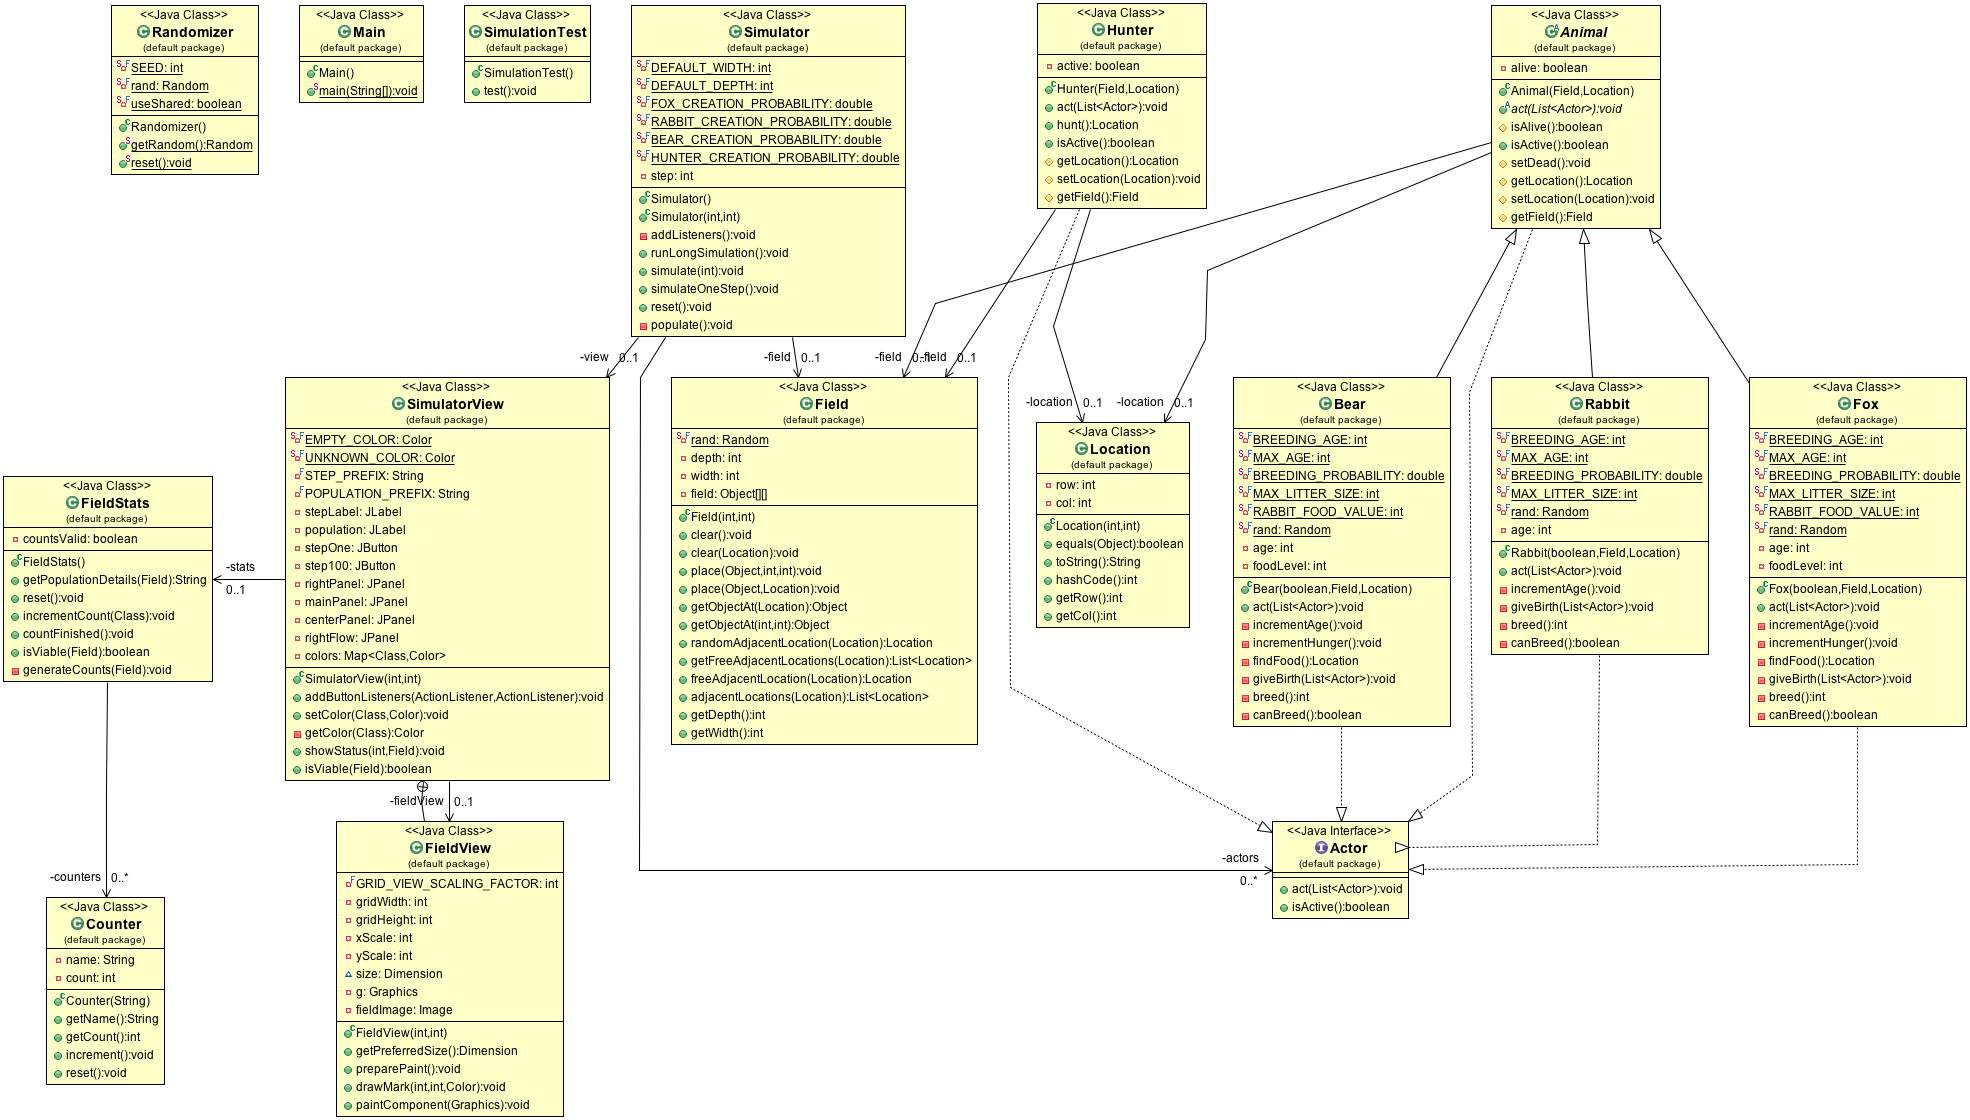 <<Java Class>>
Randomizer
(default package)
SEED: int
rand: Random
useShared: boolean
Randomizer()
getRandom():Random
reset():void
<<Java Class>>
Main
(default package)
Main()
main(String[]):void
<<Java Class>>
SimulationTest
(default package)
SimulationTest()
test():void
<<Java Class>>
Simulator
(default package)
DEFAULT_WIDTH: int
DEFAULT_DEPTH: int
FOX_CREATION_PROBABILITY: double
RABBIT_CREATION_PROBABILITY: double
BEAR_CREATION_PROBABILITY: double
HUNTER_CREATION_PROBABILITY: double
step: int
Simulator()
Simulator(int,int)
addListeners():void
runLongSimulation():void
simulate(int):void
simulateOneStep():void
reset():void
populate():void
<<Java Class>>
Hunter
(default package)
active: boolean
Hunter(Field,Location)
act(List<Actor>):void
hunt():Location
isActive():boolean
getLocation():Location
setLocation(Location):void
getField():Field
<<Java Class>>
Animal
(default package)
alive: boolean
Animal(Field,Location)
act(List<Actor>):void
isAlive():boolean
isActive():boolean
setDead():void
getLocation():Location
setLocation(Location):void
getField():Field
-view 0..1
-field 0..1
-field 0..1
-field 0..1
-location 0..1
-location 0..1
<<Java Class>>
SimulatorView
(default package)
EMPTY_COLOR: Color
UNKNOWN_COLOR: Color
STEP_PREFIX: String
POPULATION_PREFIX: String
stepLabel: JLabel
population: JLabel
stepOne: JButton
step100: JButton
rightPanel: JPanel
mainPanel: JPanel
centerPanel: JPanel
rightFlow: JPanel
colors: Map<Class,Color>
SimulatorView(int,int)
addButtonListeners(ActionListener,ActionListener):void
setColor(Class,Color):void
getColor(Class):Color
showStatus(int,Field):void
isViable(Field):boolean
<<Java Class>>
Field
(default package)
rand: Random
depth: int
width: int
field: Object[][]
Field(int,int)
clear():void
clear(Location):void
place(Object,int,int):void
place(Object,Location):void
getObjectAt(Location):Object
getObjectAt(int,int):Object
randomAdjacentLocation(Location):Location
getFreeAdjacentLocations(Location):List<Location>
freeAdjacentLocation(Location):Location
adjacentLocations(Location):List<Location>
getDepth():int
getWidth():int
<<Java Class>>
Location
(default package)
row: int
col: int
Location(int,int)
equals(Object):boolean
toString():String
hashCode():int
getRow():int
getCol():int
<<Java Class>>
Bear
(default package)
BREEDING_AGE: int
MAX_AGE: int
BREEDING_PROBABILITY: double
MAX_LITTER_SIZE: int
RABBIT_FOOD_VALUE: int
rand: Random
age: int
foodLevel: int
Bear(boolean,Field,Location)
act(List<Actor>):void
incrementAge():void
incrementHunger():void
findFood():Location
giveBirth(List<Actor>):void
breed():int
canBreed():boolean
<<Java Class>>
Rabbit
(default package)
BREEDING_AGE: int
MAX_AGE: int
BREEDING_PROBABILITY: double
MAX_LITTER_SIZE: int
rand: Random
age: int
Rabbit(boolean,Field,Location)
act(List<Actor>):void
incrementAge():void
giveBirth(List<Actor>):void
breed():int
canBreed():boolean
<<Java Class>>
Fox
(default package)
BREEDING_AGE: int
MAX_AGE: int
BREEDING_PROBABILITY: double
MAX_LITTER_SIZE: int
RABBIT_FOOD_VALUE: int
rand: Random
age: int
foodLevel: int
Fox(boolean,Field,Location)
act(List<Actor>):void
incrementAge():void
incrementHunger():void
findFood():Location
giveBirth(List<Actor>):void
breed():int
canBreed():boolean
<<Java Class>>
FieldStats
(default package)
countsValid: boolean
FieldStats()
getPopulationDetails(Field):String
reset():void
incrementCount(Class):void
countFinished():void
isViable(Field):boolean
generateCounts(Field):void
-stats
0..1
-fieldView 0..1
-counters 0..*
<<Java Class>>
Counter
(default package)
name: String
count: int
Counter(String)
getName():String
getCount():int
increment():void
reset():void
<<Java Class>>
FieldView
(default package)
GRID_VIEW_SCALING_FACTOR: int
gridWidth: int
gridHeight: int
xScale: int
yScale: int
size: Dimension
g: Graphics
fieldImage: Image
FieldView(int,int)
getPreferredSize():Dimension
preparePaint():void
drawMark(int,int,Color):void
paintComponent(Graphics):void
-actors
0..*
<<Java Interface>>
Actor
(default package)
act(List<Actor>):void
isActive():boolean